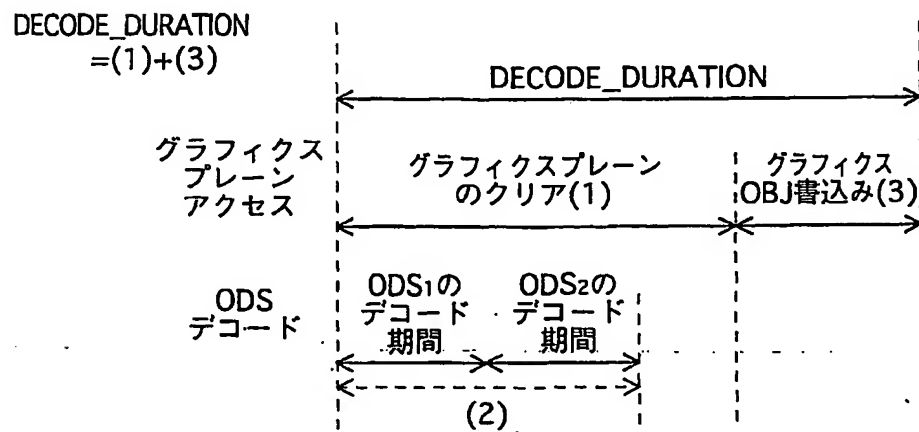 DECODE_DURATION
=(1)+(3)
DECODE_DURATION
グラフィクス
プレーン
アクセス
グラフィクスプレーン
のクリア(1)
グラフィクス
OBJ書込み(3)
ODS
デコード
ODS1の
デコード
期間
ODS2の
デコード
期間
(2)